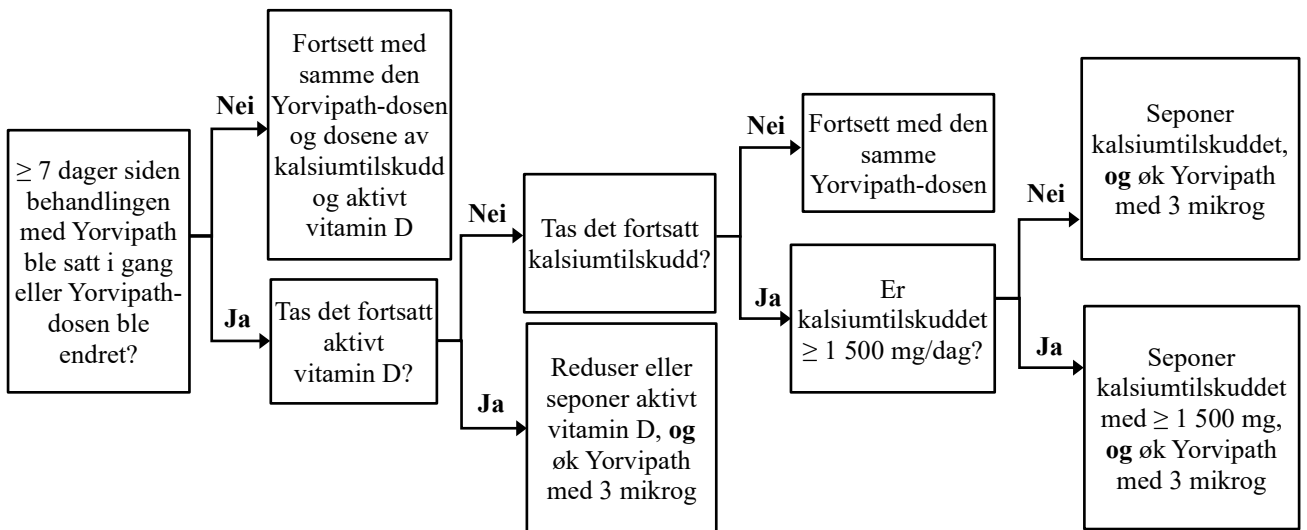 ≥ 7 dager siden
behandlingen
med Yorvipath
ble satt i gang
eller Yorvipath-
dosen ble
endret?
Nei
Fortsett med
samme den
Yorvipath-dosen
og dosene av
kalsiumtilskudd
og aktivt
vitamin D
Ja
Tas det fortsatt
aktivt
vitamin D?
Nei
Tas det fortsatt
kalsiumtilskudd?
Ja
Reduser eller
seponer aktivt
vitamin D, og
øk Yorvipath
med 3 mikrog
Nei
Fortsett med den
samme
Yorvipath-dosen
Ja
Er
kalsiumtilskuddet
≥ 1 500 mg/dag?
Nei
Seponer
kalsiumtilskuddet,
og øk Yorvipath
med 3 mikrog
Ja
Seponer
kalsiumtilskuddet
med ≥ 1 500 mg,
og øk Yorvipath
med 3 mikrog